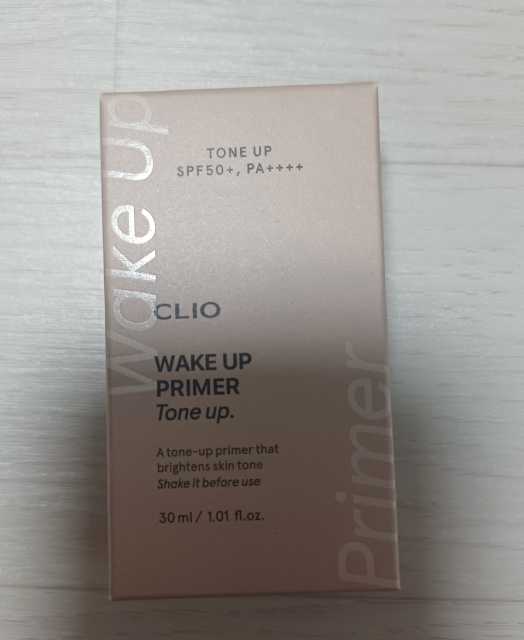 Wake Up
TONE UP
SPF50+, PA++++
CLIO
WAKE UP
PRIMER
Tone up.
A tone-up primer that
brightens skin tone
Shake it before use
30 ml / 1.01 fl.oz.
Primer